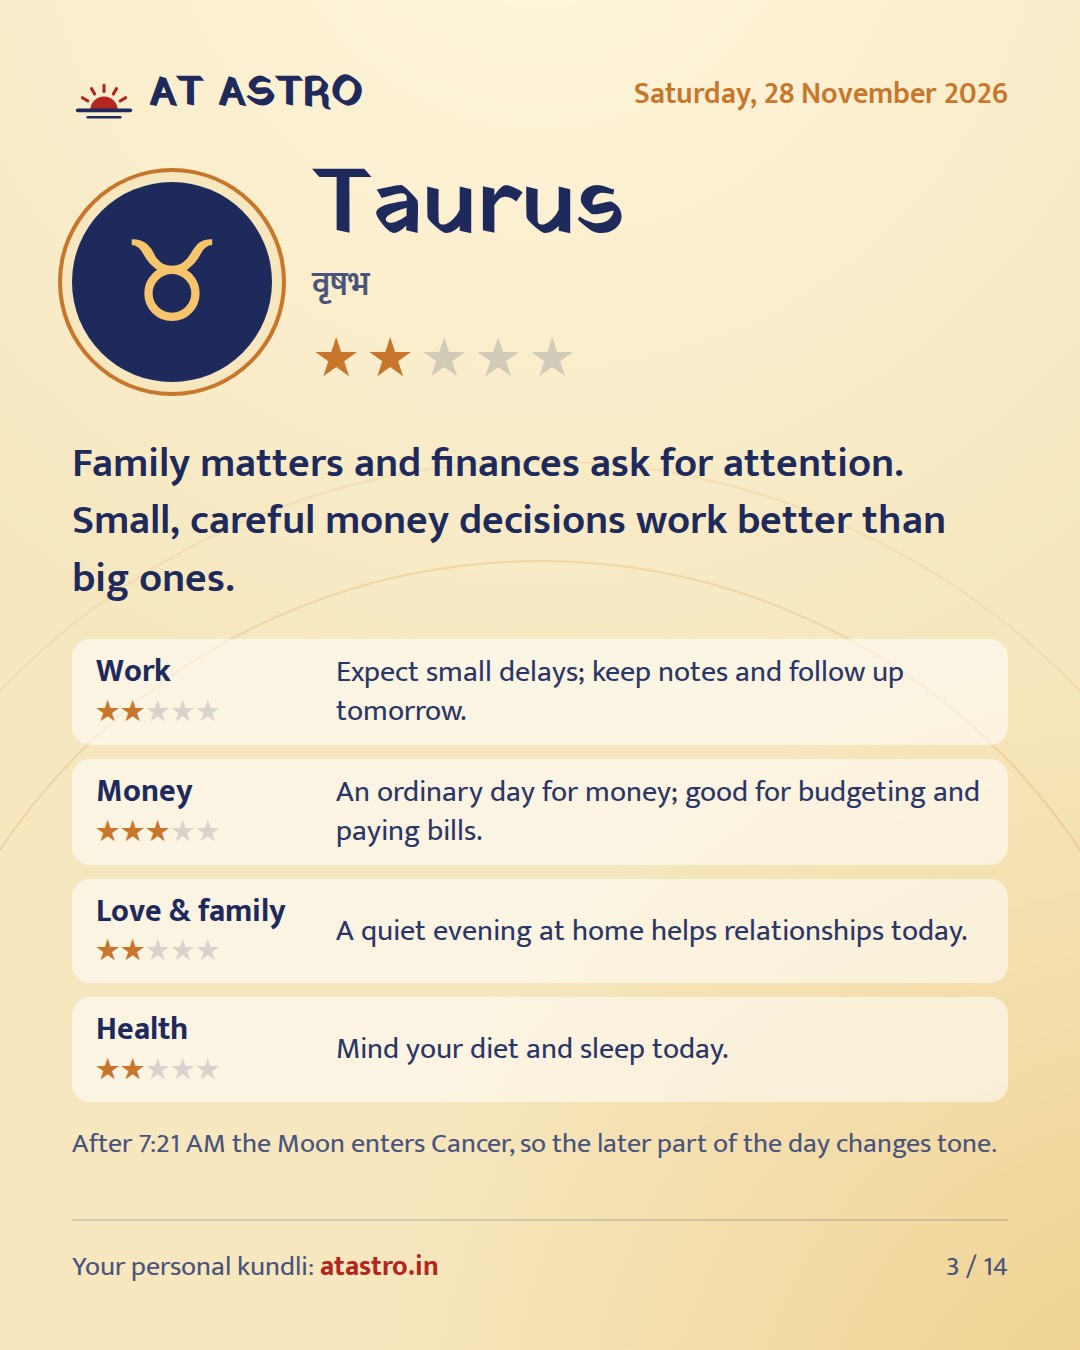 AT ASTRO
Saturday, 28 November 2026
Taurus
वृषभ
Family matters and finances ask for attention.
Small, careful money decisions work better than
big ones.
Work
Expect small delays; keep notes and follow up
tomorrow.
Money
An ordinary day for money; good for budgeting and
paying bills.
Love & family
A quiet evening at home helps relationships today.
Health
Mind your diet and sleep today.
After 7:21 AM the Moon enters Cancer, so the later part of the day changes tone.
Your personal kundli: atastro.in
3 / 14